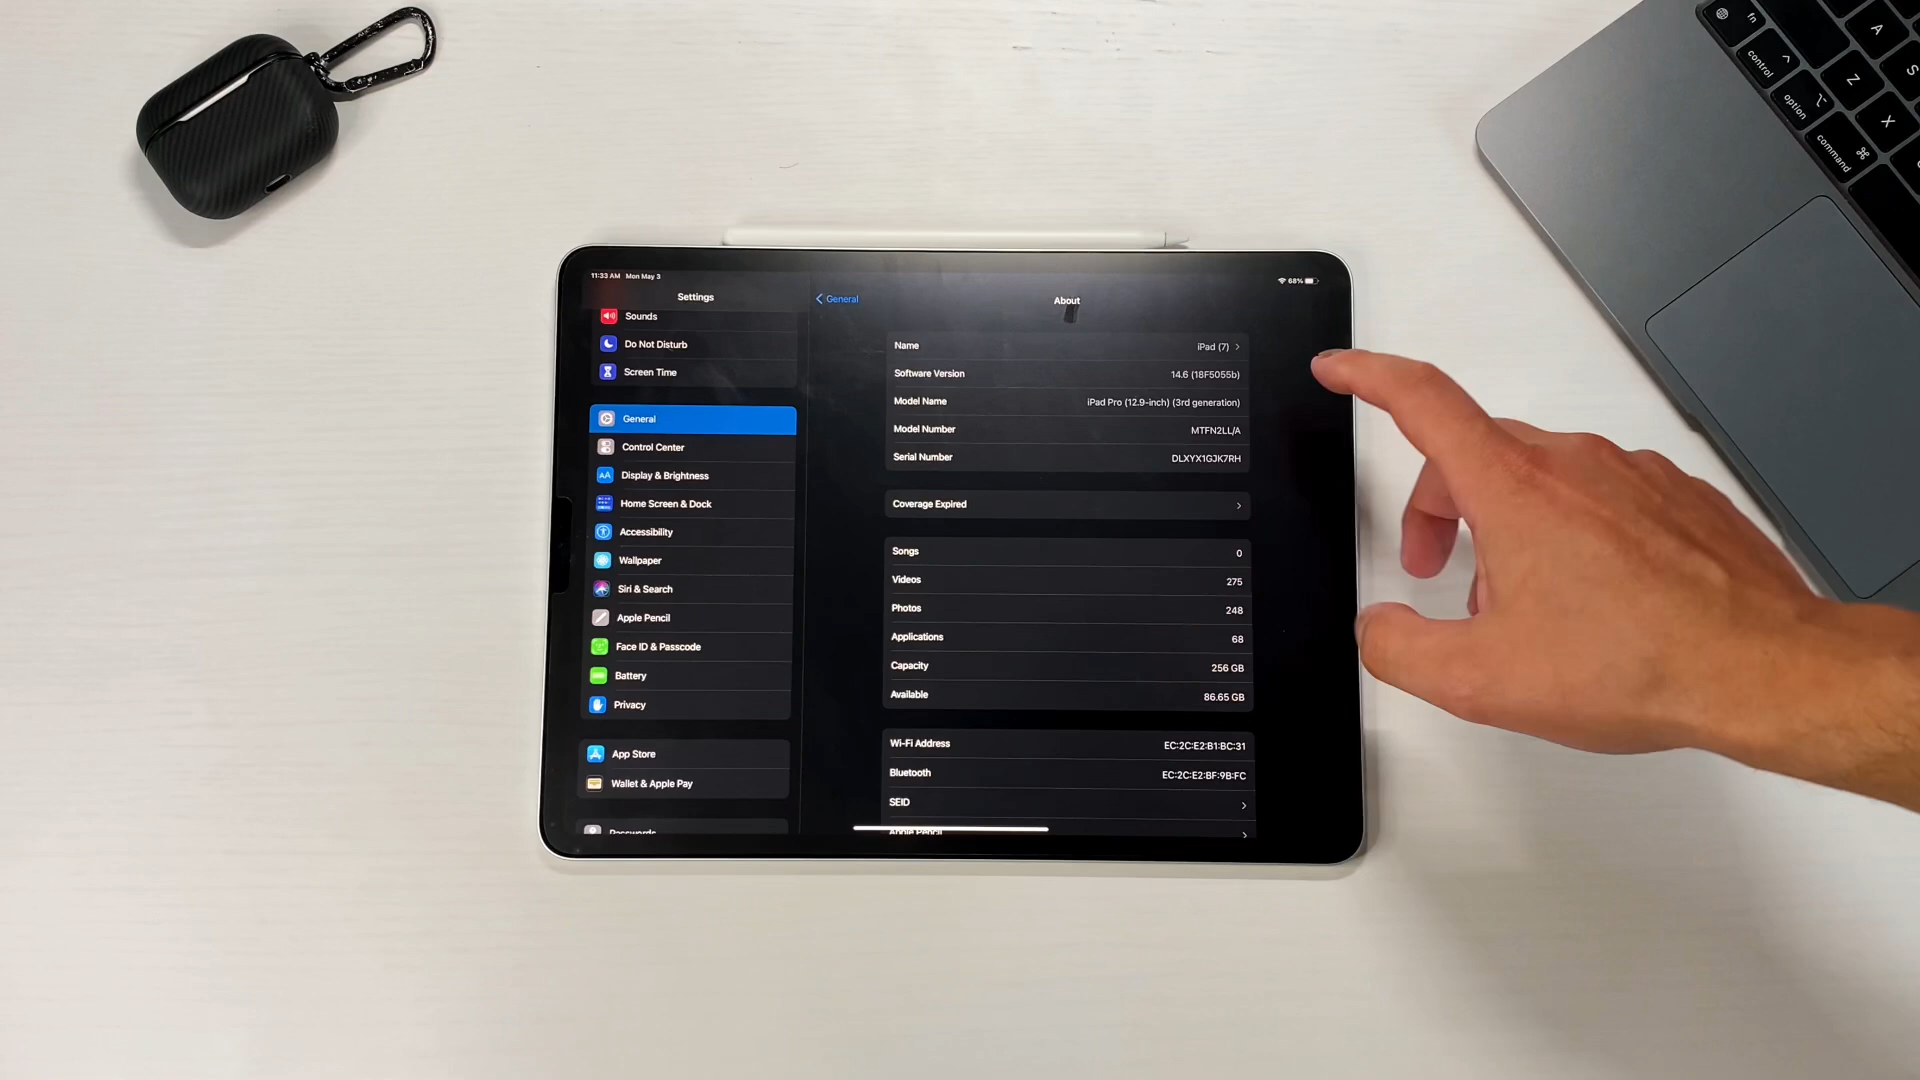 11:33 AM Mon May 3
68%
Settings
Sounds
Do Not Disturb
Screen Time
General
Control Center
Display & Brightness
Home Screen & Dock
Accessibility
Wallpaper
Siri & Search
Apple Pencil
Face ID & Passcode
Battery
Privacy
App Store
Wallet & Apple Pay
Passwords
General
About
Name iPad (7)
Software Version 14.6 (18F5055b)
Model Name iPad Pro (12.9-inch) (3rd generation)
Model Number MTFN2LL/A
Serial Number DLXYX1GJK7RH
Coverage Expired
Songs 0
Videos 275
Photos 248
Applications 68
Capacity 256 GB
Available 86.65 GB
Wi-Fi Address EC:2C:E2:B1:BC:31
Bluetooth EC:2C:E2:BF:9B:FC
SEID
Apple Pencil
fn
A
S
control
Z
option
X
command